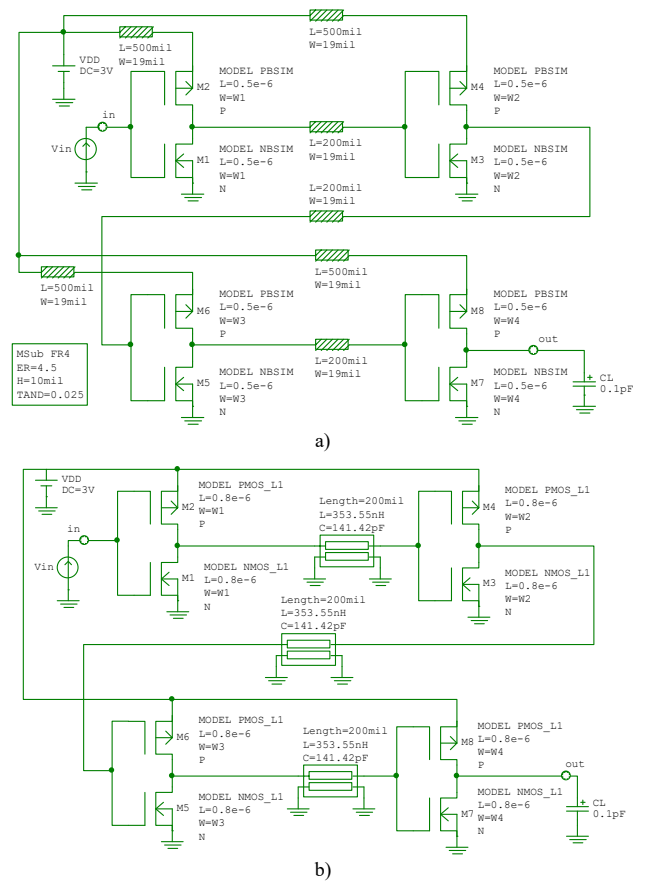 L=500mil
W=19mil
L=500mil
W=19mil
VDD
DC=3V
in
Vin
M2
MODEL PBSIM
L=0.5e-6
W=W1
P
M4
MODEL PBSIM
L=0.5e-6
W=W2
P
M1
MODEL NBSIM
L=0.5e-6
W=W1
N
L=200mil
W=19mil
M3
MODEL NBSIM
L=0.5e-6
W=W2
N
L=200mil
W=19mil
L=500mil
W=19mil
L=500mil
W=19mil
M6
MODEL PBSIM
L=0.5e-6
W=W3
P
M8
MODEL PBSIM
L=0.5e-6
W=W4
P
out
MSub FR4
ER=4.5
H=10mil
TAND=0.025
M5
MODEL NBSIM
L=0.5e-6
W=W3
N
L=200mil
W=19mil
M7
MODEL NBSIM
L=0.5e-6
W=W4
N
+
CL
0.1pF
a)
VDD
DC=3V
in
Vin
M2
MODEL PMOS_L1
L=0.8e-6
W=W1
P
Length=200mil
L=353.55nH
C=141.42pF
M4
MODEL PMOS_L1
L=0.8e-6
W=W2
P
M1
MODEL NMOS_L1
L=0.8e-6
W=W1
N
M3
MODEL NMOS_L1
L=0.8e-6
W=W2
N
Length=200mil
L=353.55nH
C=141.42pF
M6
MODEL PMOS_L1
L=0.8e-6
W=W3
P
Length=200mil
L=353.55nH
C=141.42pF
M8
MODEL PMOS_L1
L=0.8e-6
W=W4
P
out
M5
MODEL NMOS_L1
L=0.8e-6
W=W3
N
M7
MODEL NMOS_L1
L=0.8e-6
W=W4
N
+
CL
0.1pF
b)